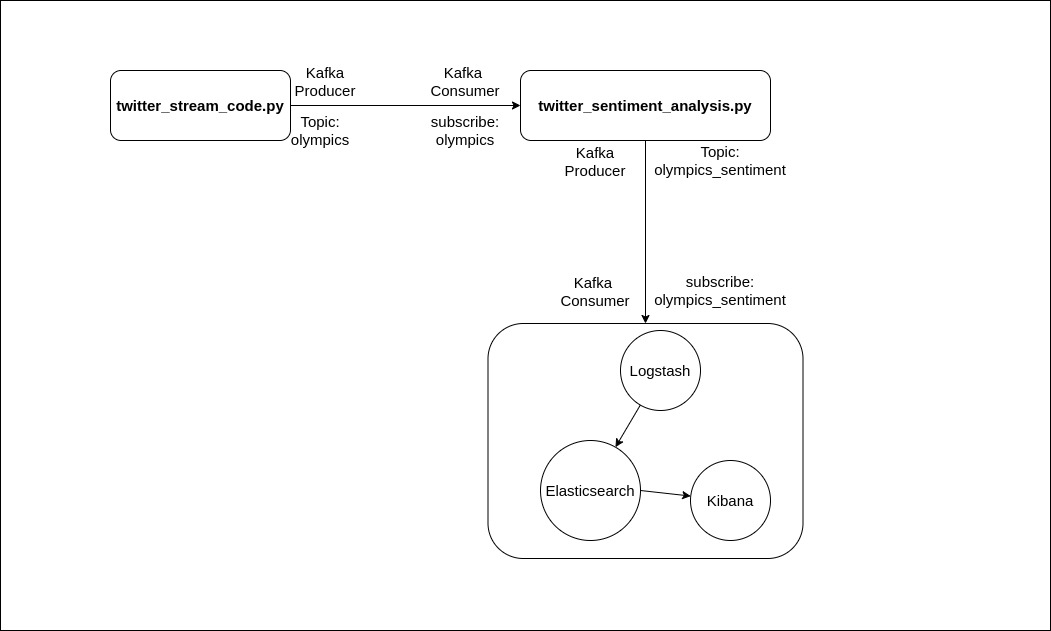 Kafka
Producer
Kafka
Consumer
twitter_stream_code.py
twitter_sentiment_analysis.py
Topic:
olympics
subscribe:
olympics
Kafka
Producer
Topic:
olympics_sentiment
Kafka
Consumer
subscribe:
olympics_sentiment
Logstash
Elasticsearch
Kibana